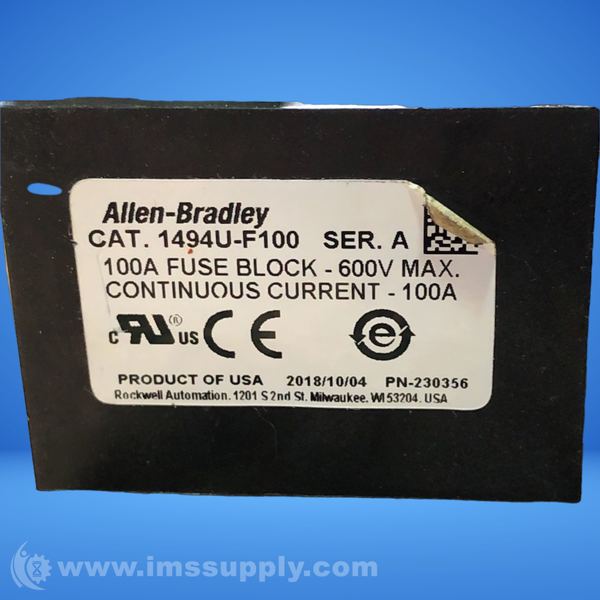 Allen-Bradley
CAT. 1494U-F100 SER. A
100A FUSE BLOCK - 600V MAX.
CONTINUOUS CURRENT - 100A
c RU ® US CE e
PRODUCT OF USA 2018/10/04 PN-230356
Rockwell Automation, 1201 S 2nd St. Milwaukee, WI 53204, USA
www.imssupply.com